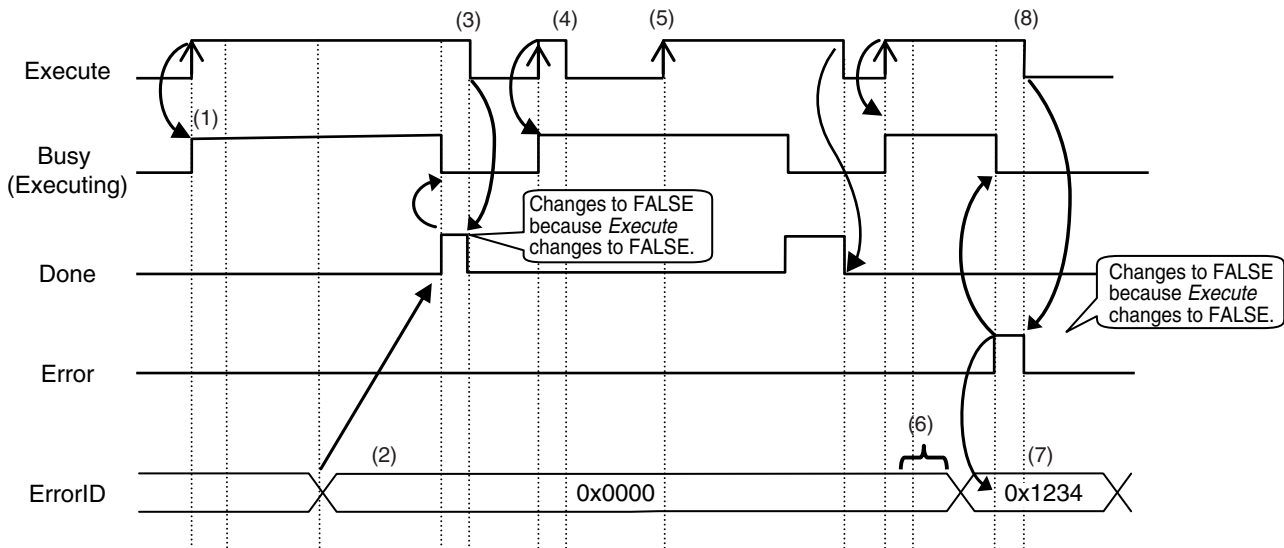 (3)
(4)
(5)
(8)
Execute
(1)
Busy
(Executing)
Changes to FALSE
because Execute
changes to FALSE.
Done
Changes to FALSE
because Execute
changes to FALSE.
Error
(6)
(2)
(7)
ErrorID
0x0000
0x1234